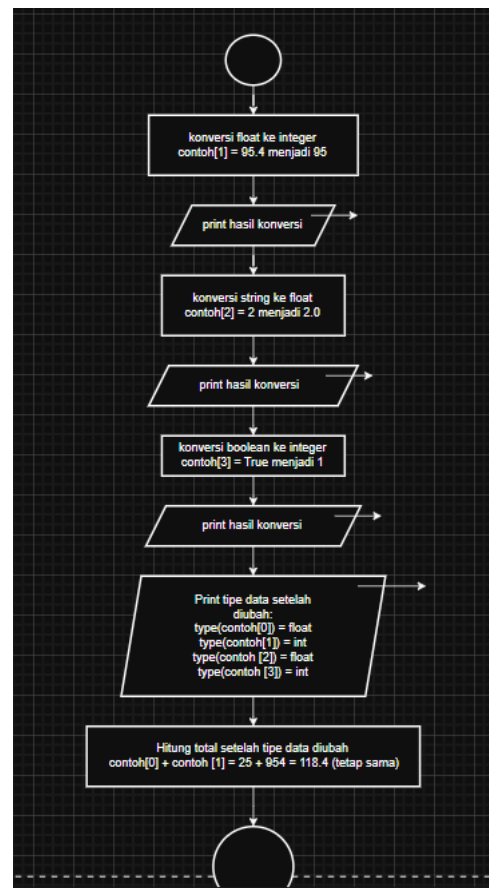 konversi float ke integer
contoh[1] = 95.4 menjadi 95
print hasil konversi
konversi string ke float
contoh[2] = 2 menjadi 2.0
print hasil konversi
konversi boolean ke integer
contoh[3] = True menjadi 1
print hasil konversi
Print tipe data setelah
diubah:
type(contoh[0]) = float
type(contoh[1]) = int
type(contoh [2]) = float
type(contoh [3]) = int
Hitung total setelah tipe data diubah
contoh[0] + contoh [1] = 25 + 954 = 118.4 (tetap sama)